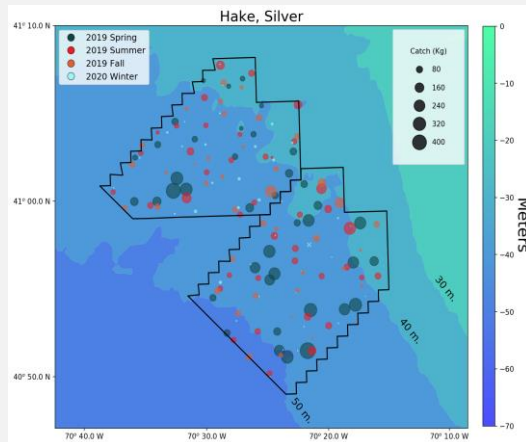 Hake, Silver
41° 10.0 N
41° 00.0 N
40° 50.0 N
2019 Spring
2019 Summer
2019 Fall
2020 Winter
Catch (Kg)
80
160
240
320
400
30 m.
40 m.
50 m.
70° 40.0 W
70° 30.0 W
70° 20.0 W
70° 10.0 W
0
−10
−20
−30
−40
−50
−60
−70
Meters